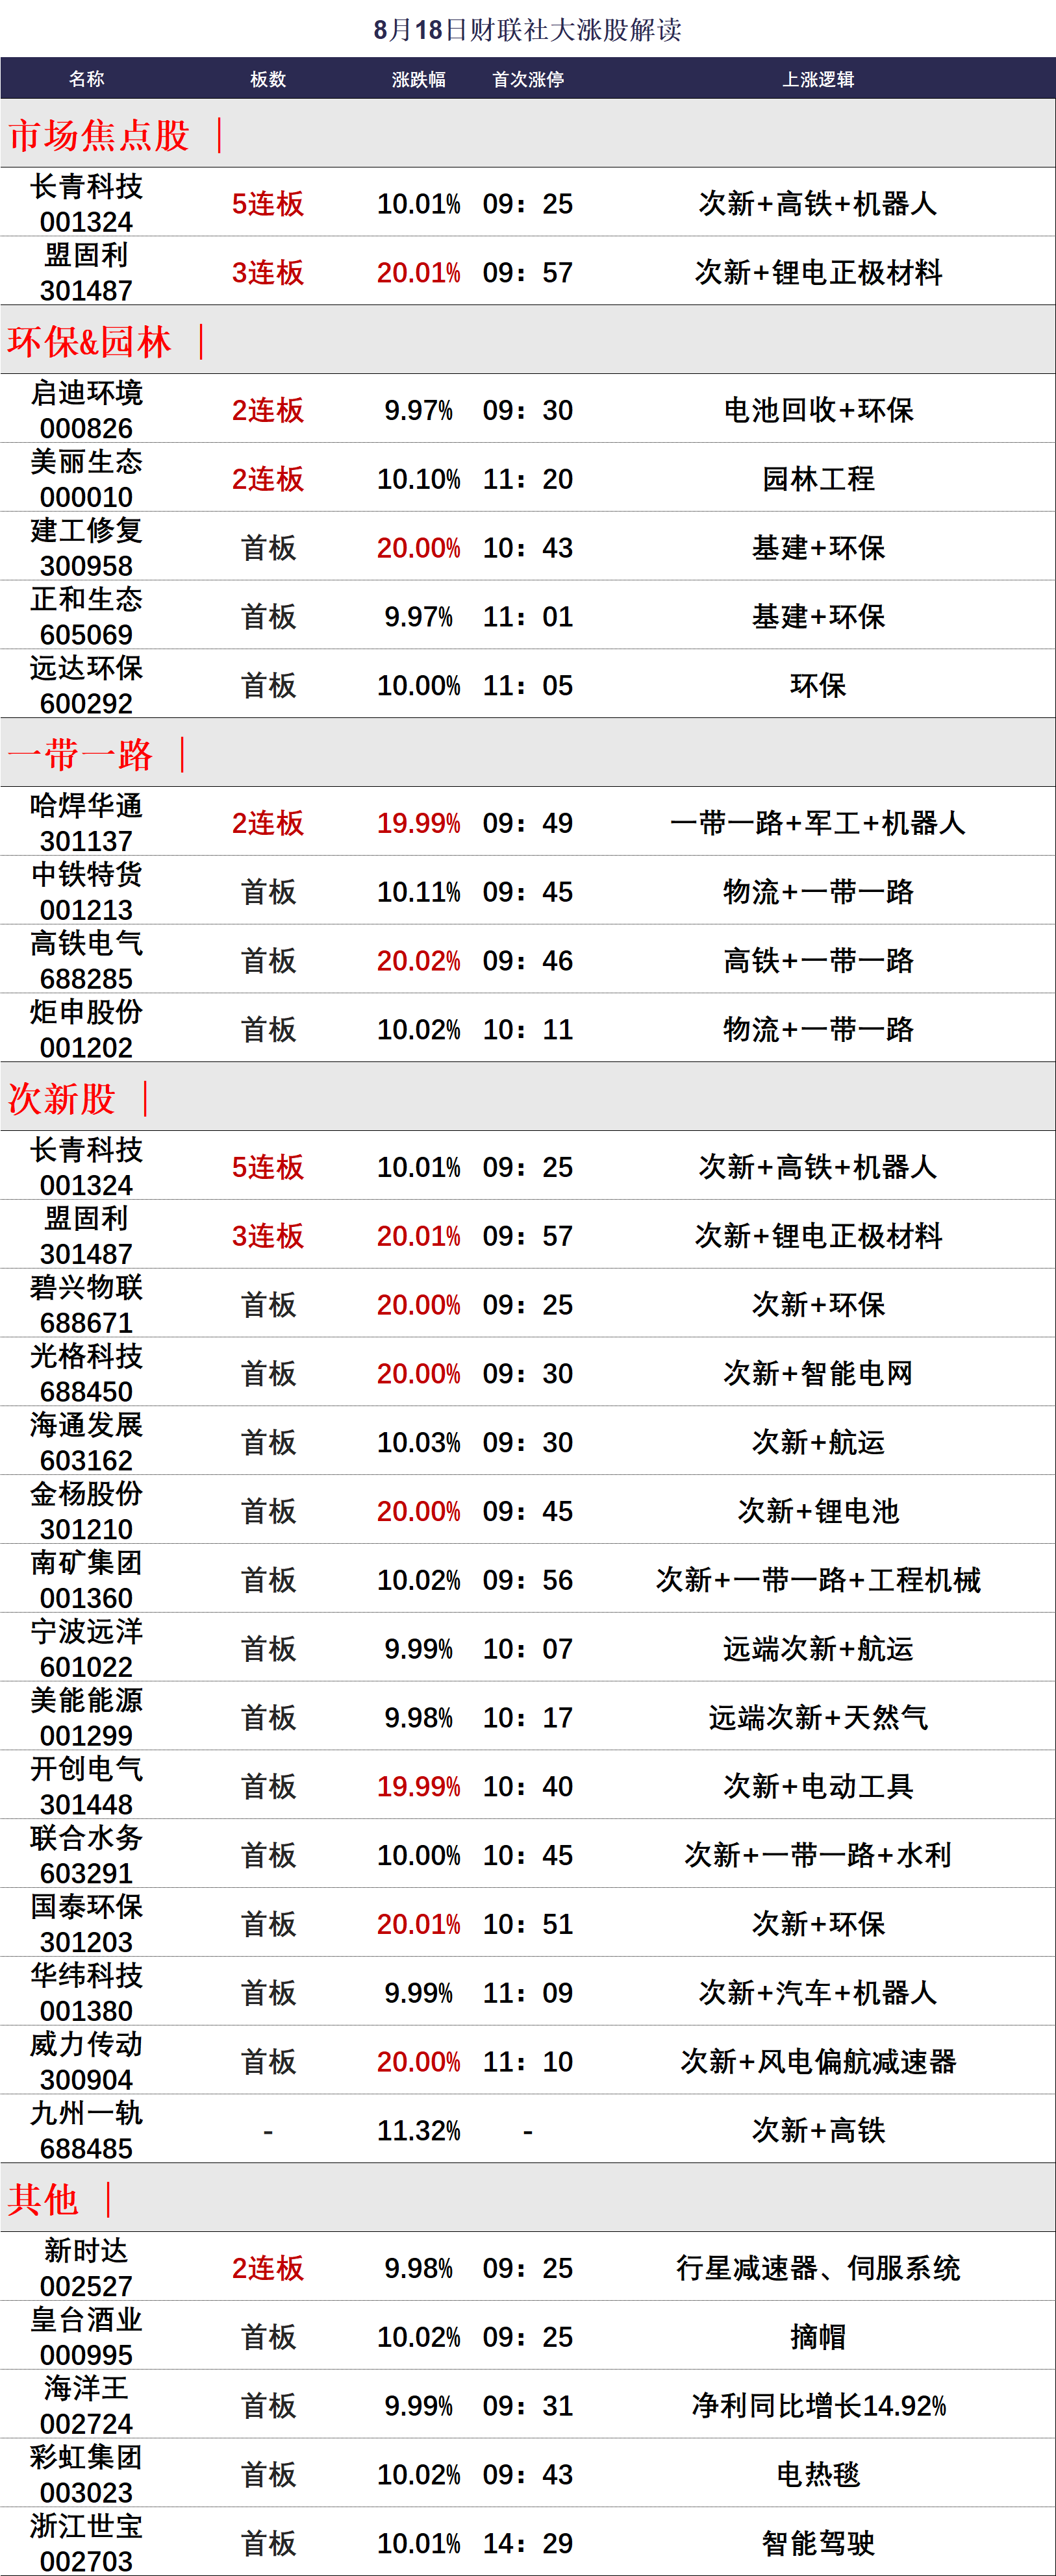 8月18日财联社大涨股解读
名称 板数 涨跌幅 首次涨停 上涨逻辑
市场焦点股 |
长青科技
001324 5连板 10.01% 09：25 次新+高铁+机器人
盟固利
301487 3连板 20.01% 09：57 次新+锂电正极材料
环保&园林 |
启迪环境
000826 2连板 9.97% 09：30 电池回收+环保
美丽生态
000010 2连板 10.10% 11：20 园林工程
建工修复
300958 首板 20.00% 10：43 基建+环保
正和生态
605069 首板 9.97% 11：01 基建+环保
远达环保
600292 首板 10.00% 11：05 环保
一带一路 |
哈焊华通
301137 2连板 19.99% 09：49 一带一路+军工+机器人
中铁特货
001213 首板 10.11% 09：45 物流+一带一路
高铁电气
688285 首板 20.02% 09：46 高铁+一带一路
炬申股份
001202 首板 10.02% 10：11 物流+一带一路
次新股 |
长青科技
001324 5连板 10.01% 09：25 次新+高铁+机器人
盟固利
301487 3连板 20.01% 09：57 次新+锂电正极材料
碧兴物联
688671 首板 20.00% 09：25 次新+环保
光格科技
688450 首板 20.00% 09：30 次新+智能电网
海通发展
603162 首板 10.03% 09：30 次新+航运
金杨股份
301210 首板 20.00% 09：45 次新+锂电池
南矿集团
001360 首板 10.02% 09：56 次新+一带一路+工程机械
宁波远洋
601022 首板 9.99% 10：07 远端次新+航运
美能能源
001299 首板 9.98% 10：17 远端次新+天然气
开创电气
301448 首板 19.99% 10：40 次新+电动工具
联合水务
603291 首板 10.00% 10：45 次新+一带一路+水利
国泰环保
301203 首板 20.01% 10：51 次新+环保
华纬科技
001380 首板 9.99% 11：09 次新+汽车+机器人
威力传动
300904 首板 20.00% 11：10 次新+风电偏航减速器
九州一轨
688485 - 11.32% - 次新+高铁
其他 |
新时达
002527 2连板 9.98% 09：25 行星减速器、伺服系统
皇台酒业
000995 首板 10.02% 09：25 摘帽
海洋王
002724 首板 9.99% 09：31 净利同比增长14.92%
彩虹集团
003023 首板 10.02% 09：43 电热毯
浙江世宝
002703 首板 10.01% 14：29 智能驾驶